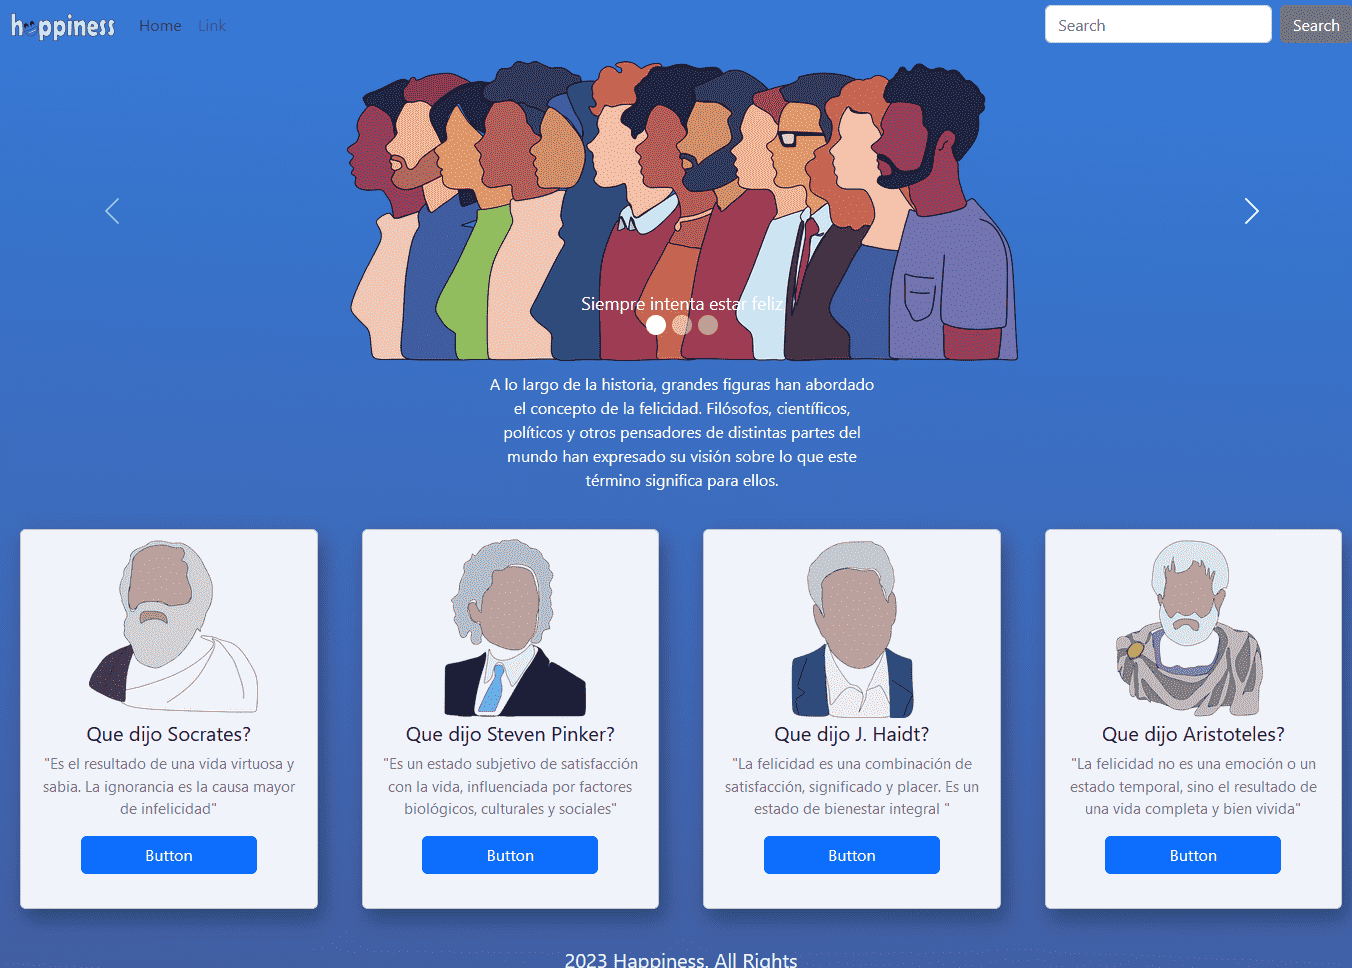 happiness
Home Link
Search
Search
Siempre intenta estar feliz
A lo largo de la historia, grandes figuras han abordado
el concepto de la felicidad. Filósofos, científicos,
políticos y otros pensadores de distintas partes del
mundo han expresado su visión sobre lo que este
término significa para ellos.
Que dijo Socrates?
"Es el resultado de una vida virtuosa y
sabia. La ignorancia es la causa mayor
de infelicidad"
Button
Que dijo Steven Pinker?
"Es un estado subjetivo de satisfacción
con la vida, influenciada por factores
biológicos, culturales y sociales"
Button
Que dijo J. Haidt?
"La felicidad es una combinación de
satisfacción, significado y placer. Es un
estado de bienestar integral "
Button
Que dijo Aristoteles?
"La felicidad no es una emoción o un
estado temporal, sino el resultado de
una vida completa y bien vivida"
Button
2023 Happiness. All Rights